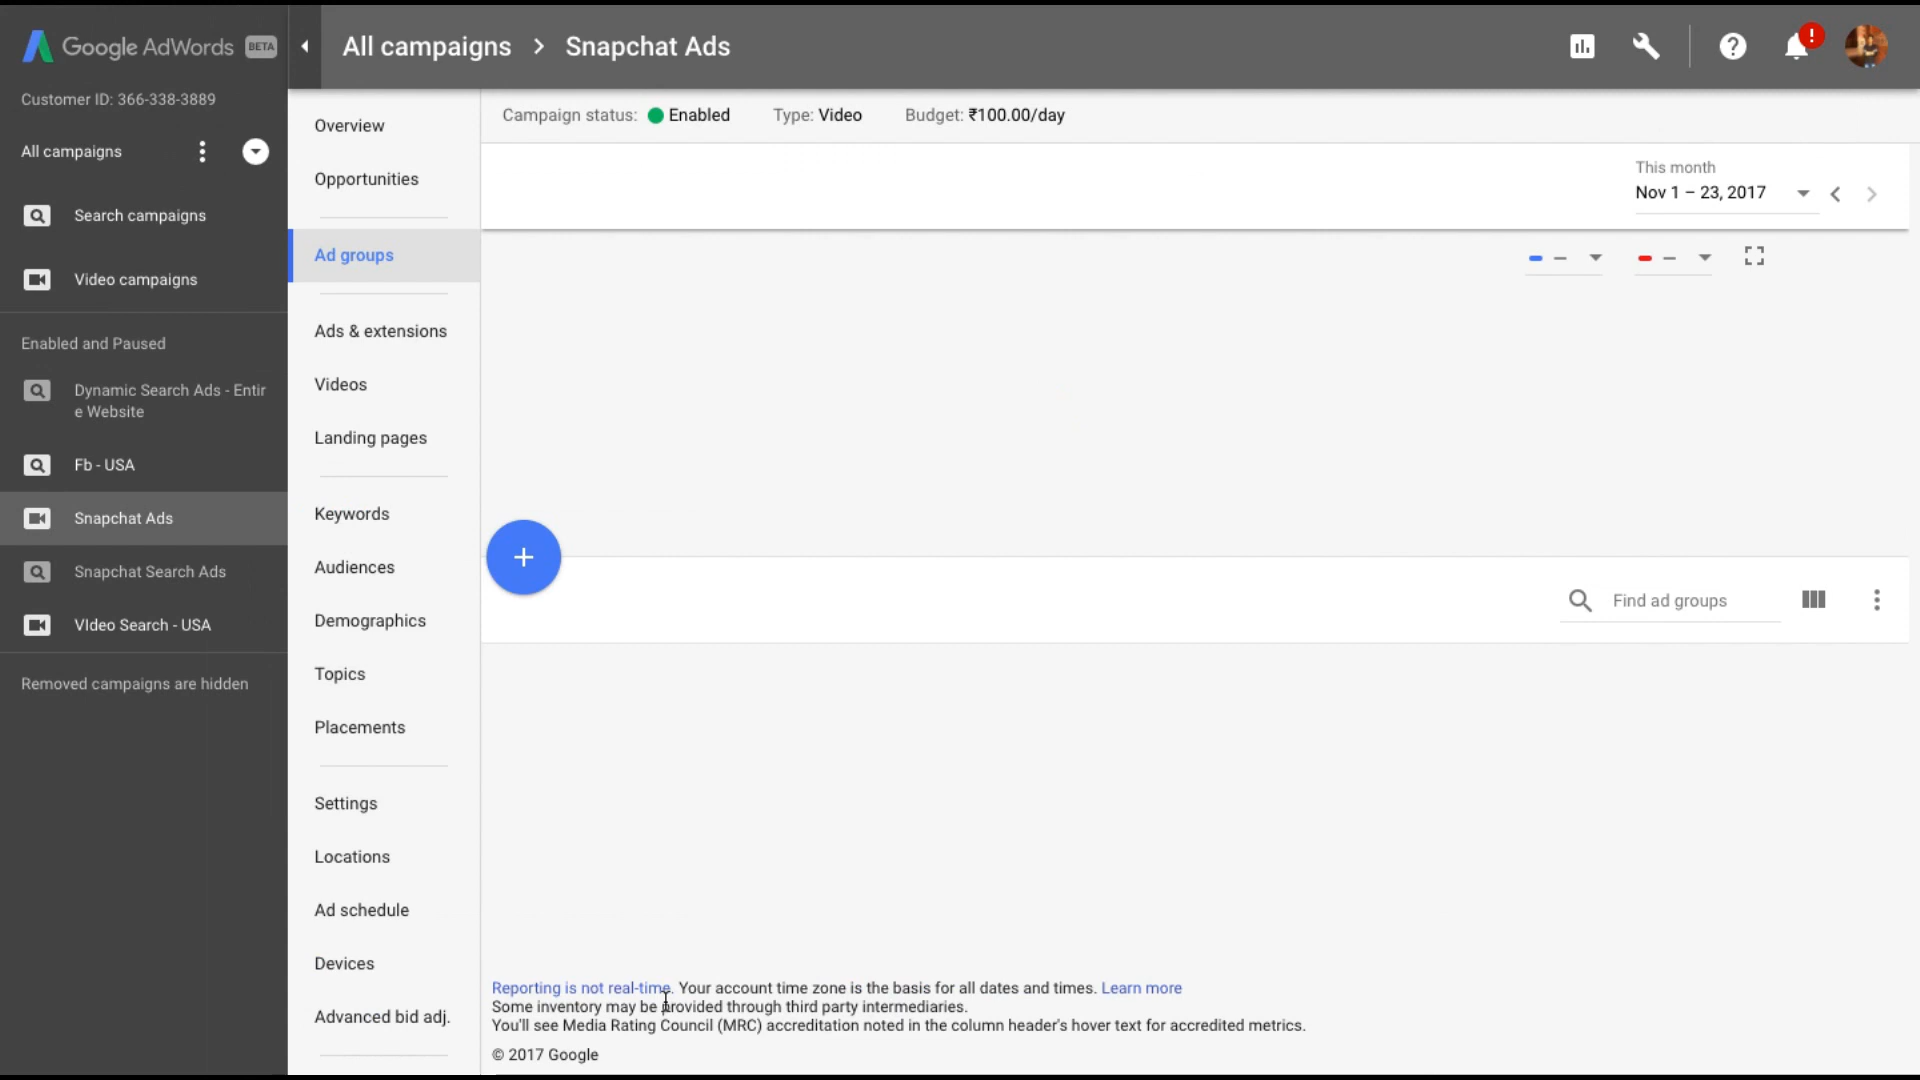 Google AdWords BETA
All campaigns > Snapchat Ads
Customer ID: 366-338-3889
All campaigns
Search campaigns
Video campaigns
Enabled and Paused
Dynamic Search Ads - Entir
e Website
Fb - USA
Snapchat Ads
Snapchat Search Ads
VIdeo Search - USA
Removed campaigns are hidden
Overview
Opportunities
Ad groups
Ads & extensions
Videos
Landing pages
Keywords
Audiences
Demographics
Topics
Placements
Settings
Locations
Ad schedule
Devices
Advanced bid adj.
Campaign status: Enabled Type: Video Budget: ₹100.00/day
This month
Nov 1 – 23, 2017
Find ad groups
Reporting is not real-time. Your account time zone is the basis for all dates and times. Learn more
Some inventory may be provided through third party intermediaries.
You'll see Media Rating Council (MRC) accreditation noted in the column header's hover text for accredited metrics.
© 2017 Google